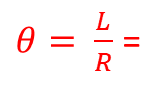 θ = L/R =